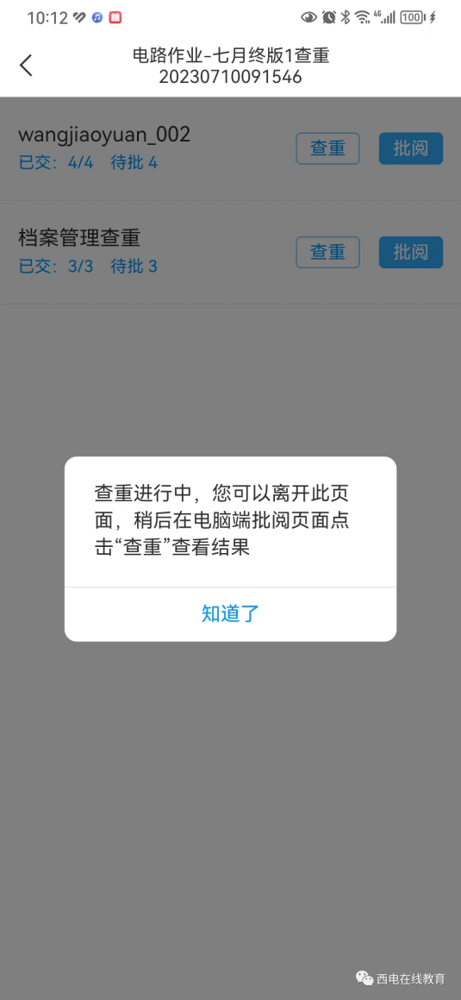 10:12
4G
100
电路作业-七月终版1查重
20230710091546
wangjiaoyuan_002
已交：4/4 待批 4
查重
批阅
档案管理查重
已交：3/3 待批 3
查重
批阅
查重进行中，您可以离开此页
面，稍后在电脑端批阅页面点
击“查重”查看结果
知道了
西电在线教育